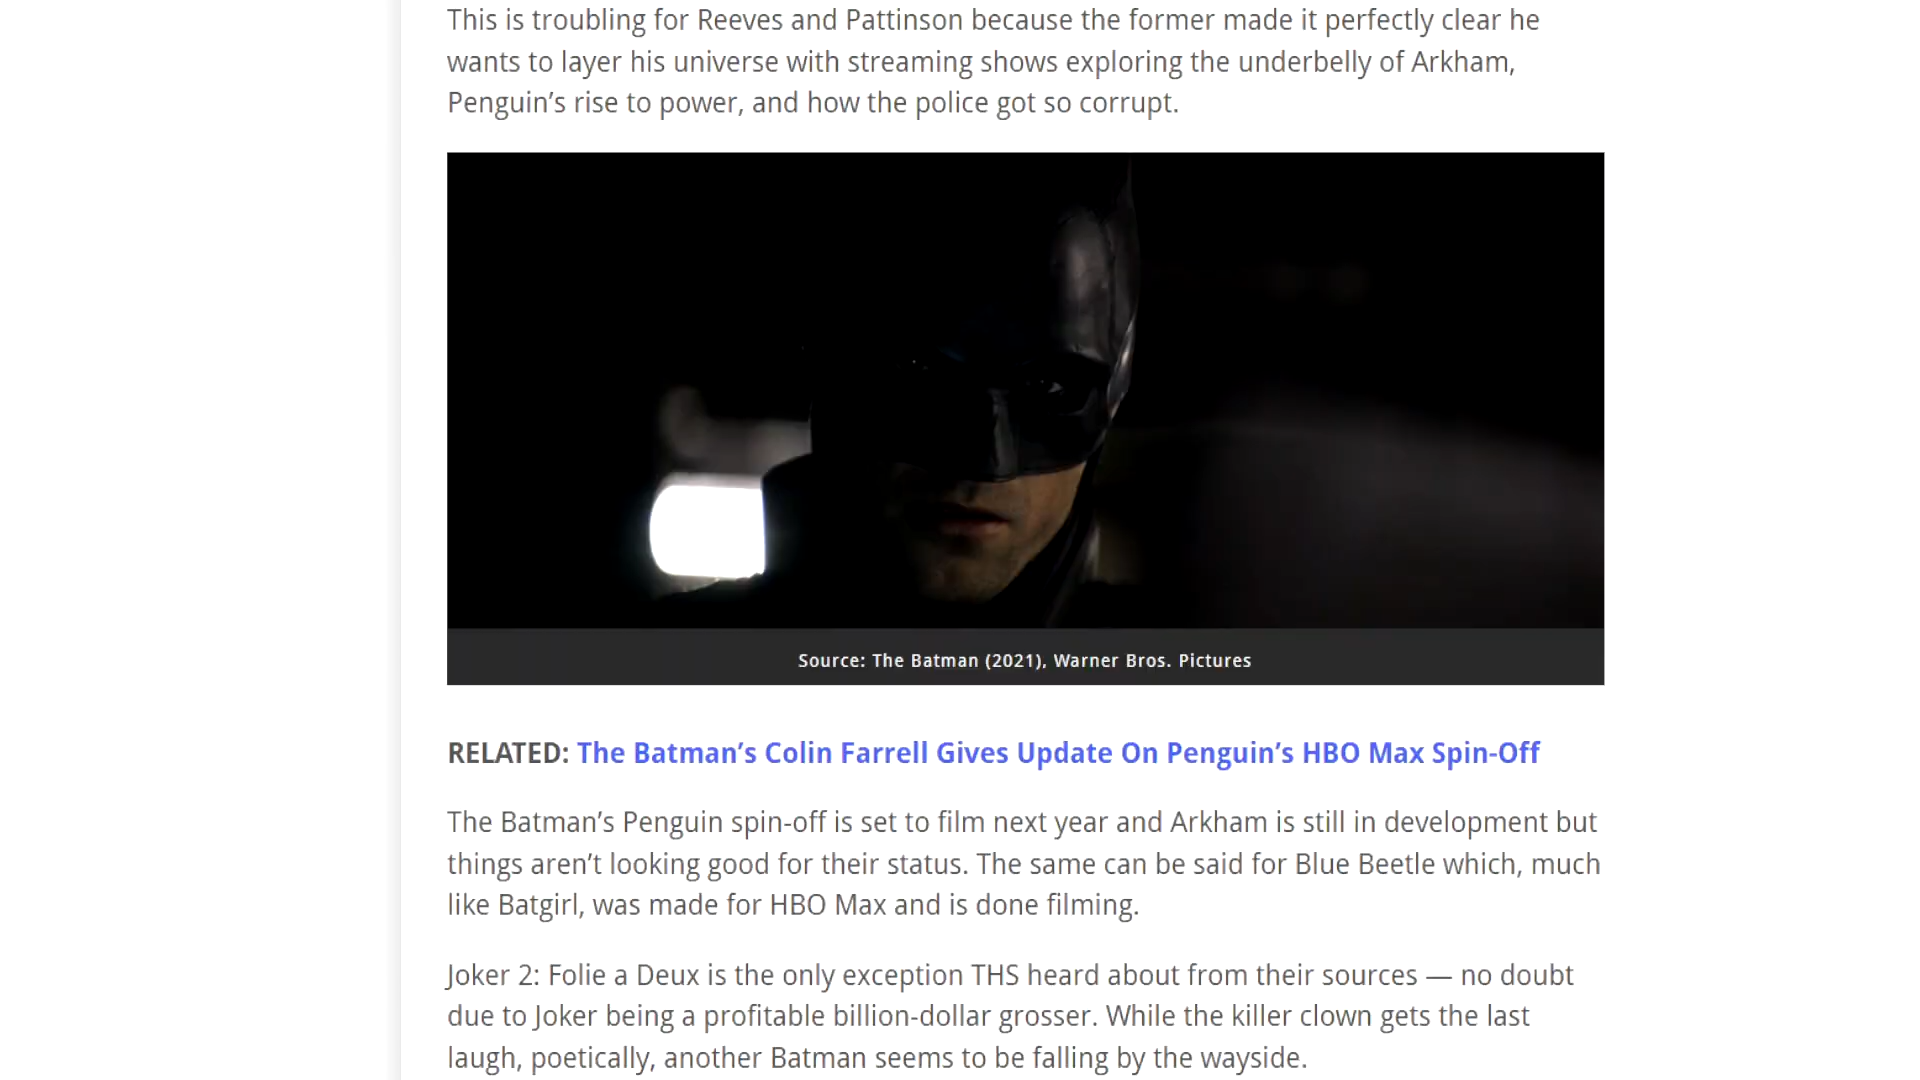 This is troubling for Reeves and Pattinson because the former made it perfectly clear he
wants to layer his universe with streaming shows exploring the underbelly of Arkham,
Penguin’s rise to power, and how the police got so corrupt.
Source: The Batman (2021), Warner Bros. Pictures
RELATED: The Batman’s Colin Farrell Gives Update On Penguin’s HBO Max Spin-Off
The Batman’s Penguin spin-off is set to film next year and Arkham is still in development but
things aren’t looking good for their status. The same can be said for Blue Beetle which, much
like Batgirl, was made for HBO Max and is done filming.
Joker 2: Folie a Deux is the only exception THS heard about from their sources — no doubt
due to Joker being a profitable billion-dollar grosser. While the killer clown gets the last
laugh, poetically, another Batman seems to be falling by the wayside.